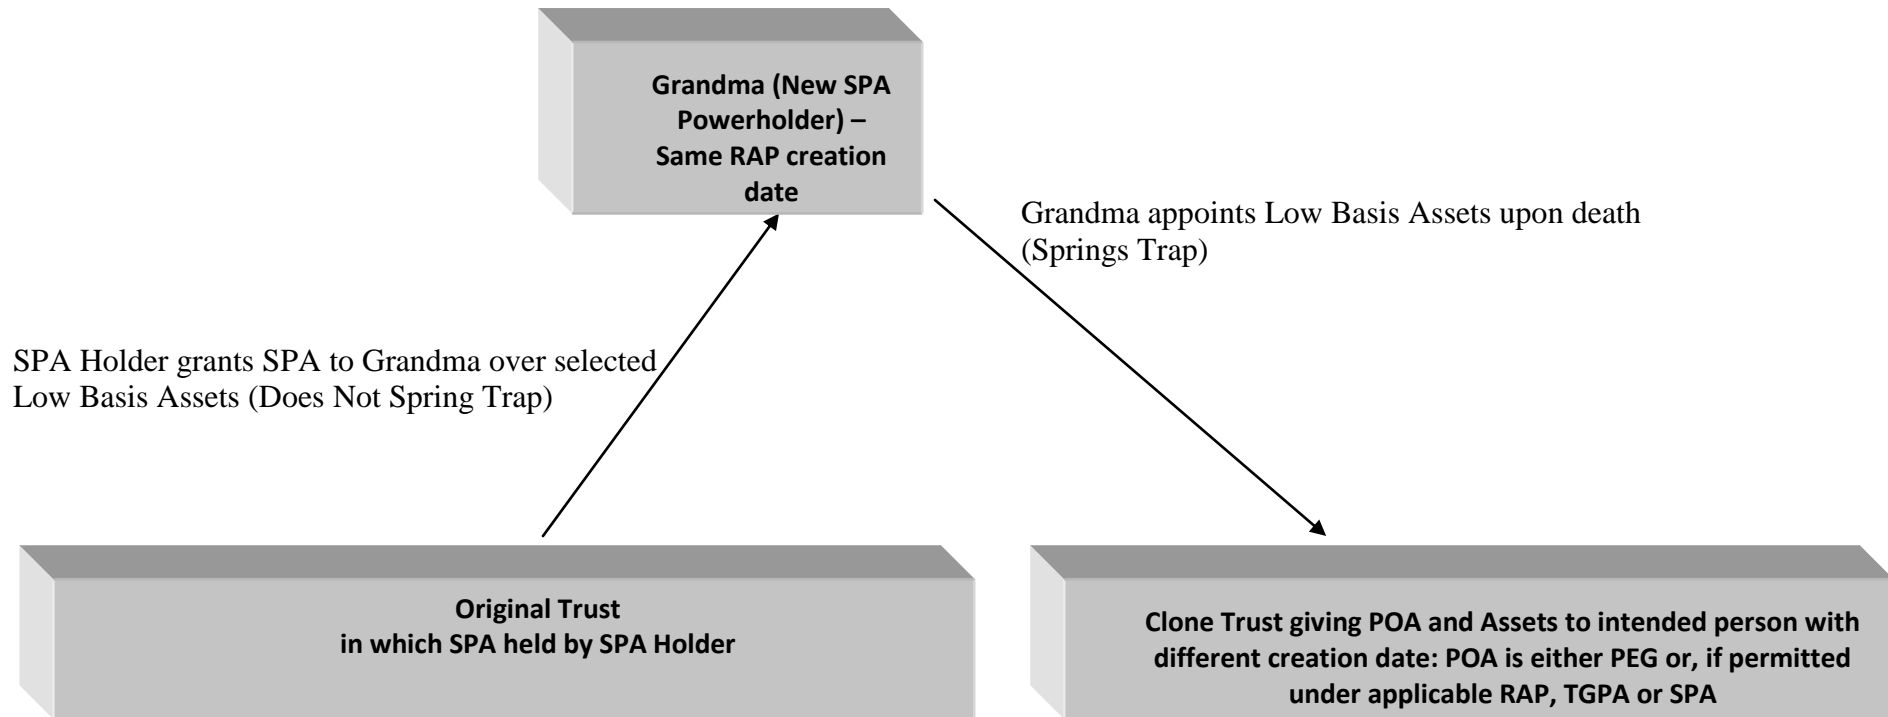 Grandma (New SPA
Powerholder) –
Same RAP creation
date
Grandma appoints Low Basis Assets upon death
(Springs Trap)
SPA Holder grants SPA to Grandma over selected
Low Basis Assets (Does Not Spring Trap)
Original Trust
in which SPA held by SPA Holder
Clone Trust giving POA and Assets to intended person with
different creation date: POA is either PEG or, if permitted
under applicable RAP, TGPA or SPA